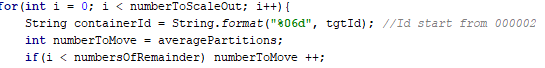 for(int i = 0; i < numberToScaleOut; i++){
String containerId = String.format("%06d", tgtId); //Id start from 000002
int numberToMove = averagePartitions;
if(i < numbersOfRemainder) numberToMove ++;